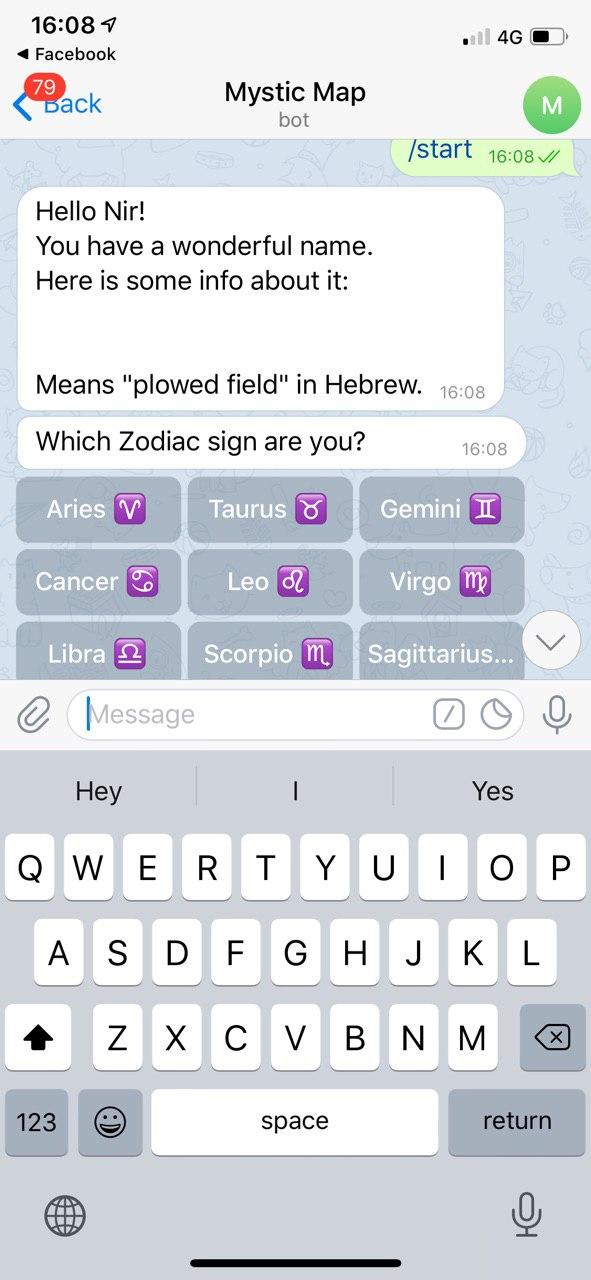 16:08
4G
Facebook
79
Back
Mystic Map
bot
M
/start 16:08
Hello Nir!
You have a wonderful name.
Here is some info about it:
Means "plowed field" in Hebrew. 16:08
Which Zodiac sign are you? 16:08
Aries ♈ Taurus ♉ Gemini ♊
Cancer ♋ Leo ♌ Virgo ♍
Libra ♎ Scorpio ♏ Sagittarius...
Message
Hey I Yes
Q W E R T Y U I O P
A S D F G H J K L
Z X C V B N M
123 space return